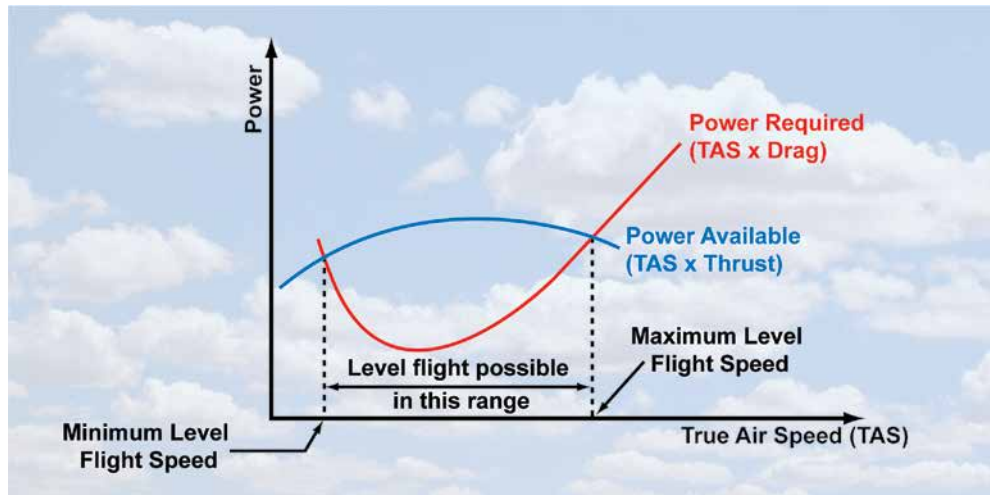 Power
Power Required
(TAS x Drag)
Power Available
(TAS x Thrust)
Maximum Level
Flight Speed
Level flight possible
in this range
Minimum Level
Flight Speed
True Air Speed (TAS)